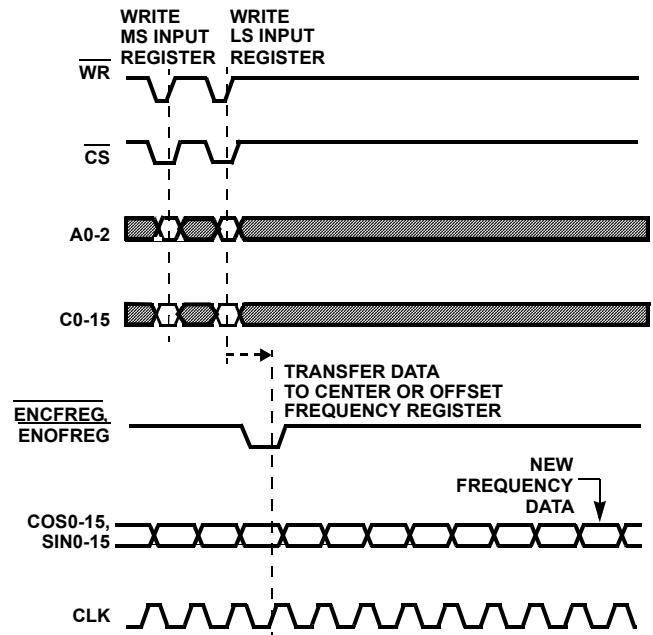 WRITE
MS INPUT
REGISTER
WRITE
LS INPUT
REGISTER
WR
CS
A0-2
C0-15
TRANSFER DATA
TO CENTER OR OFFSET
FREQUENCY REGISTER
ENCFREG,
ENOFREG
NEW
FREQUENCY
DATA
COS0-15,
SIN0-15
CLK